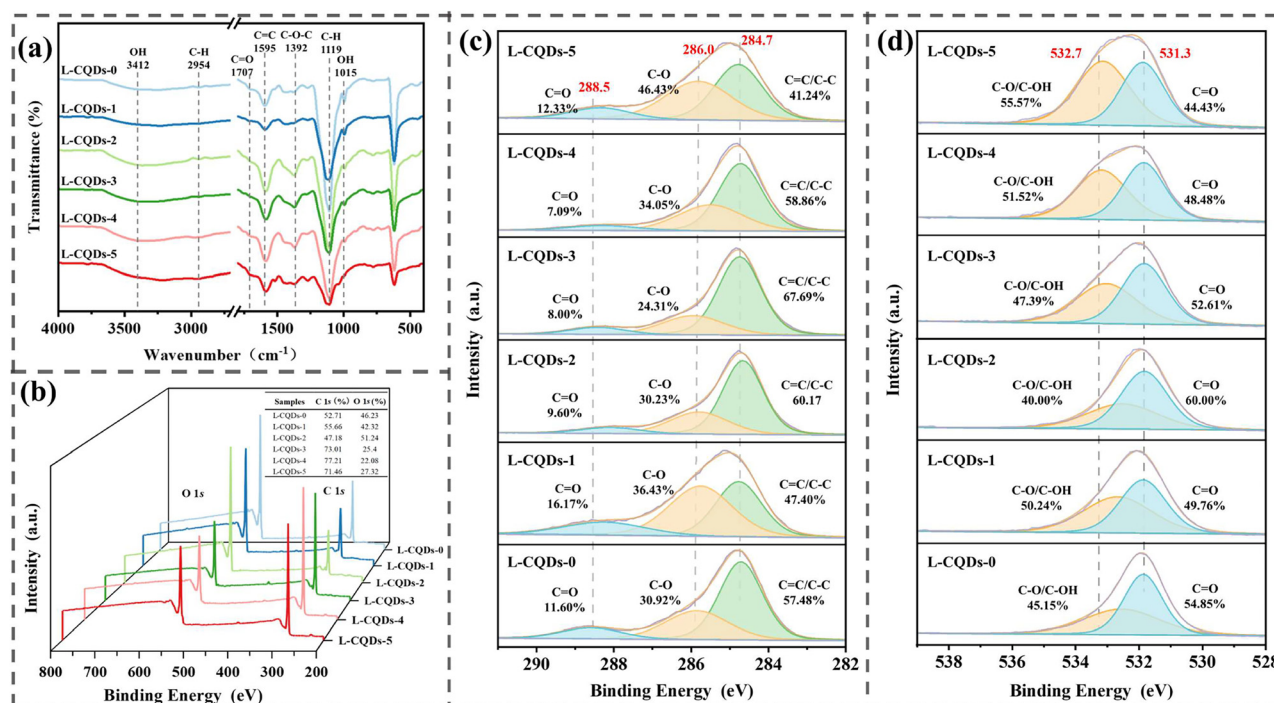 (a)
OH
3412
C-H
2954
C=O
1707
C=C
1595
C-O-C
1392
C-H
1119
OH
1015
L-CQDs-0
L-CQDs-1
L-CQDs-2
L-CQDs-3
L-CQDs-4
L-CQDs-5
Transmittance (%)
4000 3000 2000 1500 1000 500
Wavenumber (cm⁻¹)
(b)
Samples C 1s (%) O 1s (%)
L-CQDs-0 52.71 46.23
L-CQDs-1 55.66 42.32
L-CQDs-2 47.18 51.24
L-CQDs-3 73.01 25.4
L-CQDs-4 77.21 22.08
L-CQDs-5 71.46 27.32
O 1s
C 1s
L-CQDs-0
L-CQDs-1
L-CQDs-2
L-CQDs-3
L-CQDs-4
L-CQDs-5
Intensity (a.u.)
800 700 600 500 400 300 200
Binding Energy (eV)
(c)
L-CQDs-5
288.5
286.0
284.7
C=O
12.33%
C-O
46.43%
C=C/C-C
41.24%
L-CQDs-4
C=O
7.09%
C-O
34.05%
C=C/C-C
58.86%
L-CQDs-3
C=O
8.00%
C-O
24.31%
C=C/C-C
67.69%
L-CQDs-2
C=O
9.60%
C-O
30.23%
C=C/C-C
60.17
L-CQDs-1
C=O
16.17%
C-O
36.43%
C=C/C-C
47.40%
L-CQDs-0
C=O
11.60%
C-O
30.92%
C=C/C-C
57.48%
Intensity (a.u.)
290 288 286 284 282
Binding Energy (eV)
(d)
L-CQDs-5
532.7
531.3
C-O/C-OH
55.57%
C=O
44.43%
L-CQDs-4
C-O/C-OH
51.52%
C=O
48.48%
L-CQDs-3
C-O/C-OH
47.39%
C=O
52.61%
L-CQDs-2
C-O/C-OH
40.00%
C=O
60.00%
L-CQDs-1
C-O/C-OH
50.24%
C=O
49.76%
L-CQDs-0
C-O/C-OH
45.15%
C=O
54.85%
Intensity (a.u.)
538 536 534 532 530 528
Binding Energy (eV)